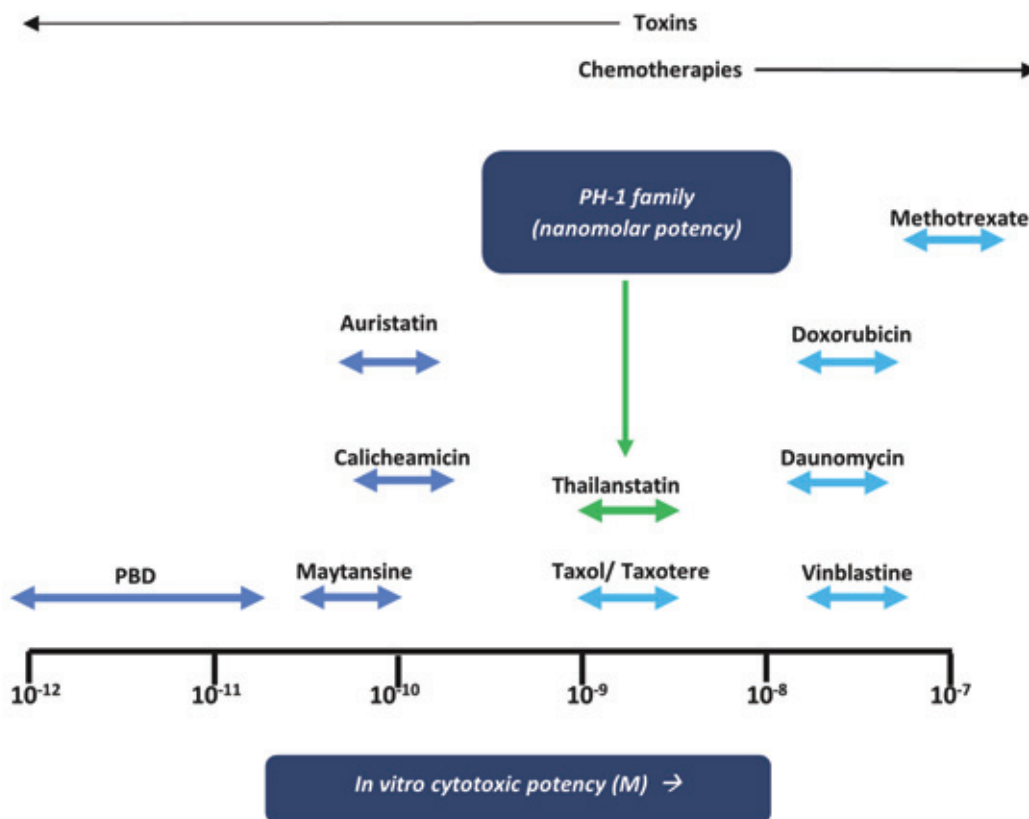 Toxins
Chemotherapies
PH-1 family
(nanomolar potency)
Methotrexate
Auristatin
Doxorubicin
Calicheamicin
Daunomycin
Thailanstatin
PBD
Maytansine
Taxol/ Taxotere
Vinblastine
10-12
10-11
10-10
10-9
10-8
10-7
In vitro cytotoxic potency (M) →